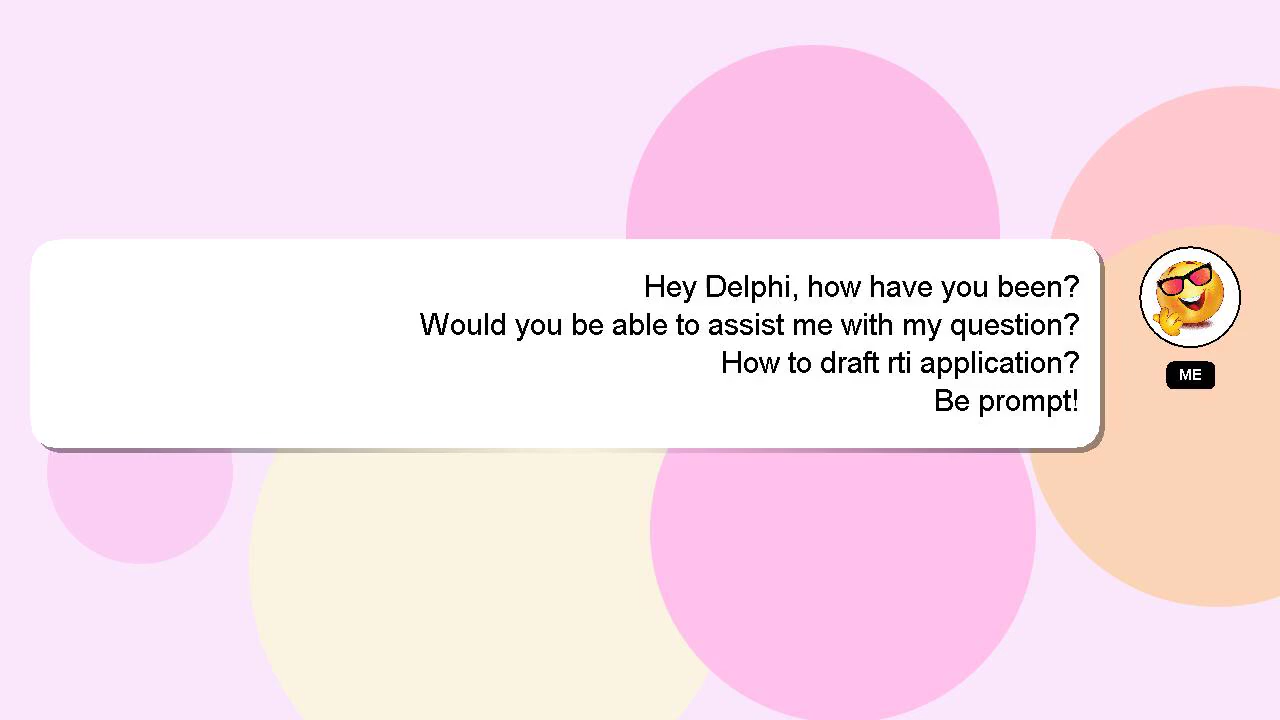 Hey Delphi, how have you been?
Would you be able to assist me with my question?
How to draft rti application?
Be prompt!
ME